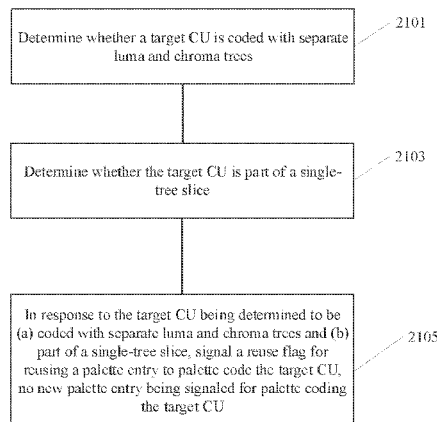 Determine whether a target CU is coded with separate
luma and chroma trees
2101
Determine whether the target CU is part of a single-
tree slice
2103
In response to the target CU being determined to be
(a) coded with separate luma and chroma trees and (b)
part of a single-tree slice, signal a reuse flag for
reusing a palette entry to palette code the target CU,
no new palette entry being signaled for palette coding
the target CU
2105